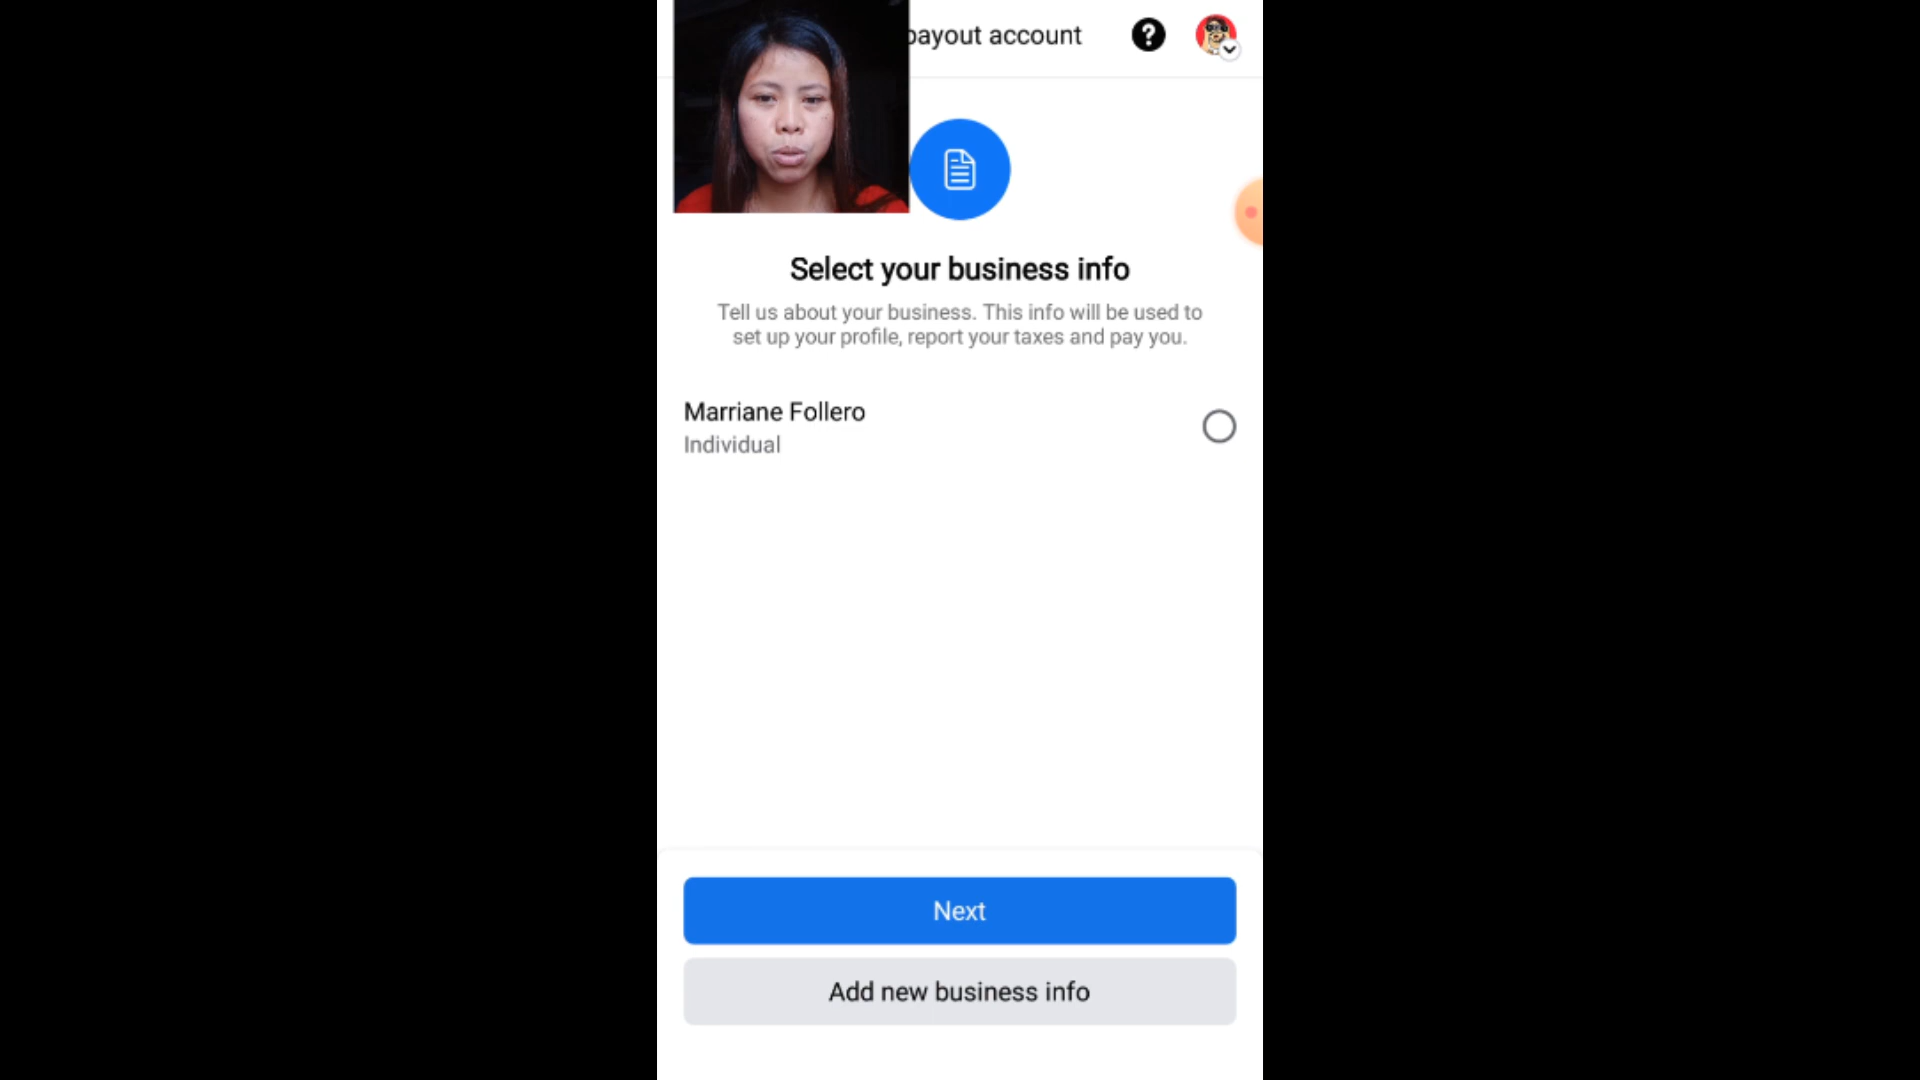 payout account
Select your business info
Tell us about your business. This info will be used to
set up your profile, report your taxes and pay you.
Marriane Follero
Individual
Next
Add new business info